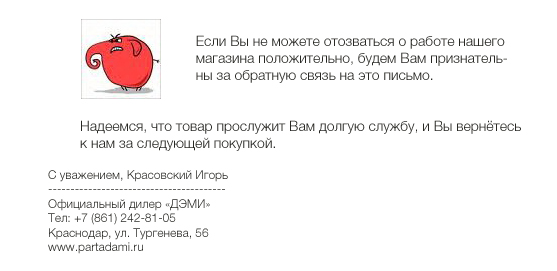 Если Вы не можете отозваться о работе нашего
магазина положительно, будем Вам признатель-
ны за обратную связь на это письмо.
Надеемся, что товар прослужит Вам долгую службу, и Вы вернётесь
к нам за следующей покупкой.
С уважением, Красовский Игорь
----------------------------------------
Официальный дилер «ДЭМИ»
Тел: +7 (861) 242-81-05
Краснодар, ул. Тургенева, 56
www.partadami.ru